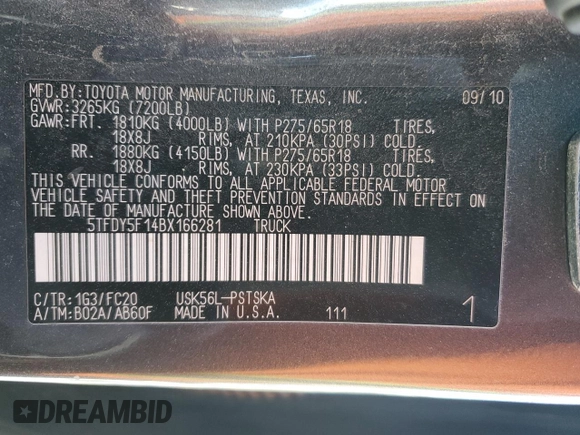 MFD.BY:TOYOTA MOTOR MANUFACTURING, TEXAS, INC. 09/10
GVWR:3265KG (7200LB)
GAWR:FRT. 1810KG (4000LB) WITH P275/65R18 TIRES,
18X8J RIMS, AT 210KPA (30PSI) COLD.
RR. 1880KG (4150LB) WITH P275/65R18 TIRES,
18X8J RIMS, AT 230KPA (33PSI) COLD.
THIS VEHICLE CONFORMS TO ALL APPLICABLE FEDERAL MOTOR
VEHICLE SAFETY AND THEFT PREVENTION STANDARDS IN EFFECT ON
THE DATE OF MANUFACTURE SHOWN ABOVE.
5TFDY5F14BX166281 TRUCK
C/TR:1G3/FC20 USK56L-PSTSKA
A/TM:B02A/AB60F MADE IN U.S.A. 111 1
DREAMBID